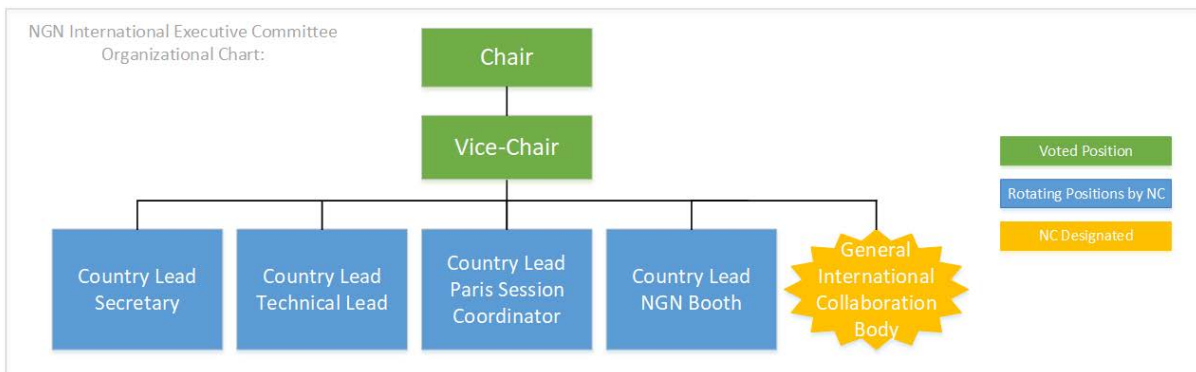 NGN International Executive Committee
Organizational Chart:
Chair
Vice-Chair
Country Lead
Secretary
Country Lead
Technical Lead
Country Lead
Paris Session
Coordinator
Country Lead
NGN Booth
General
International
Collaboration
Body
Voted Position
Rotating Positions by NC
NC Designated